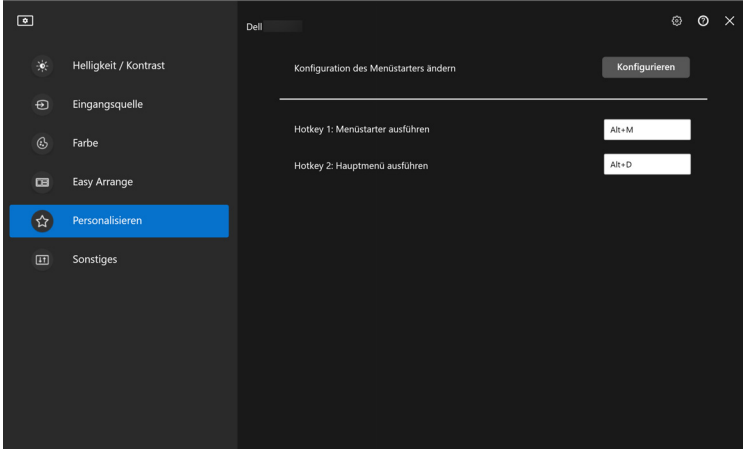 Dell
Helligkeit / Kontrast
Eingangsquelle
Farbe
Easy Arrange
Personalisieren
Sonstiges
Konfiguration des Menüstarters ändern
Konfigurieren
Hotkey 1: Menüstarter ausführen
Alt+M
Hotkey 2: Hauptmenü ausführen
Alt+D